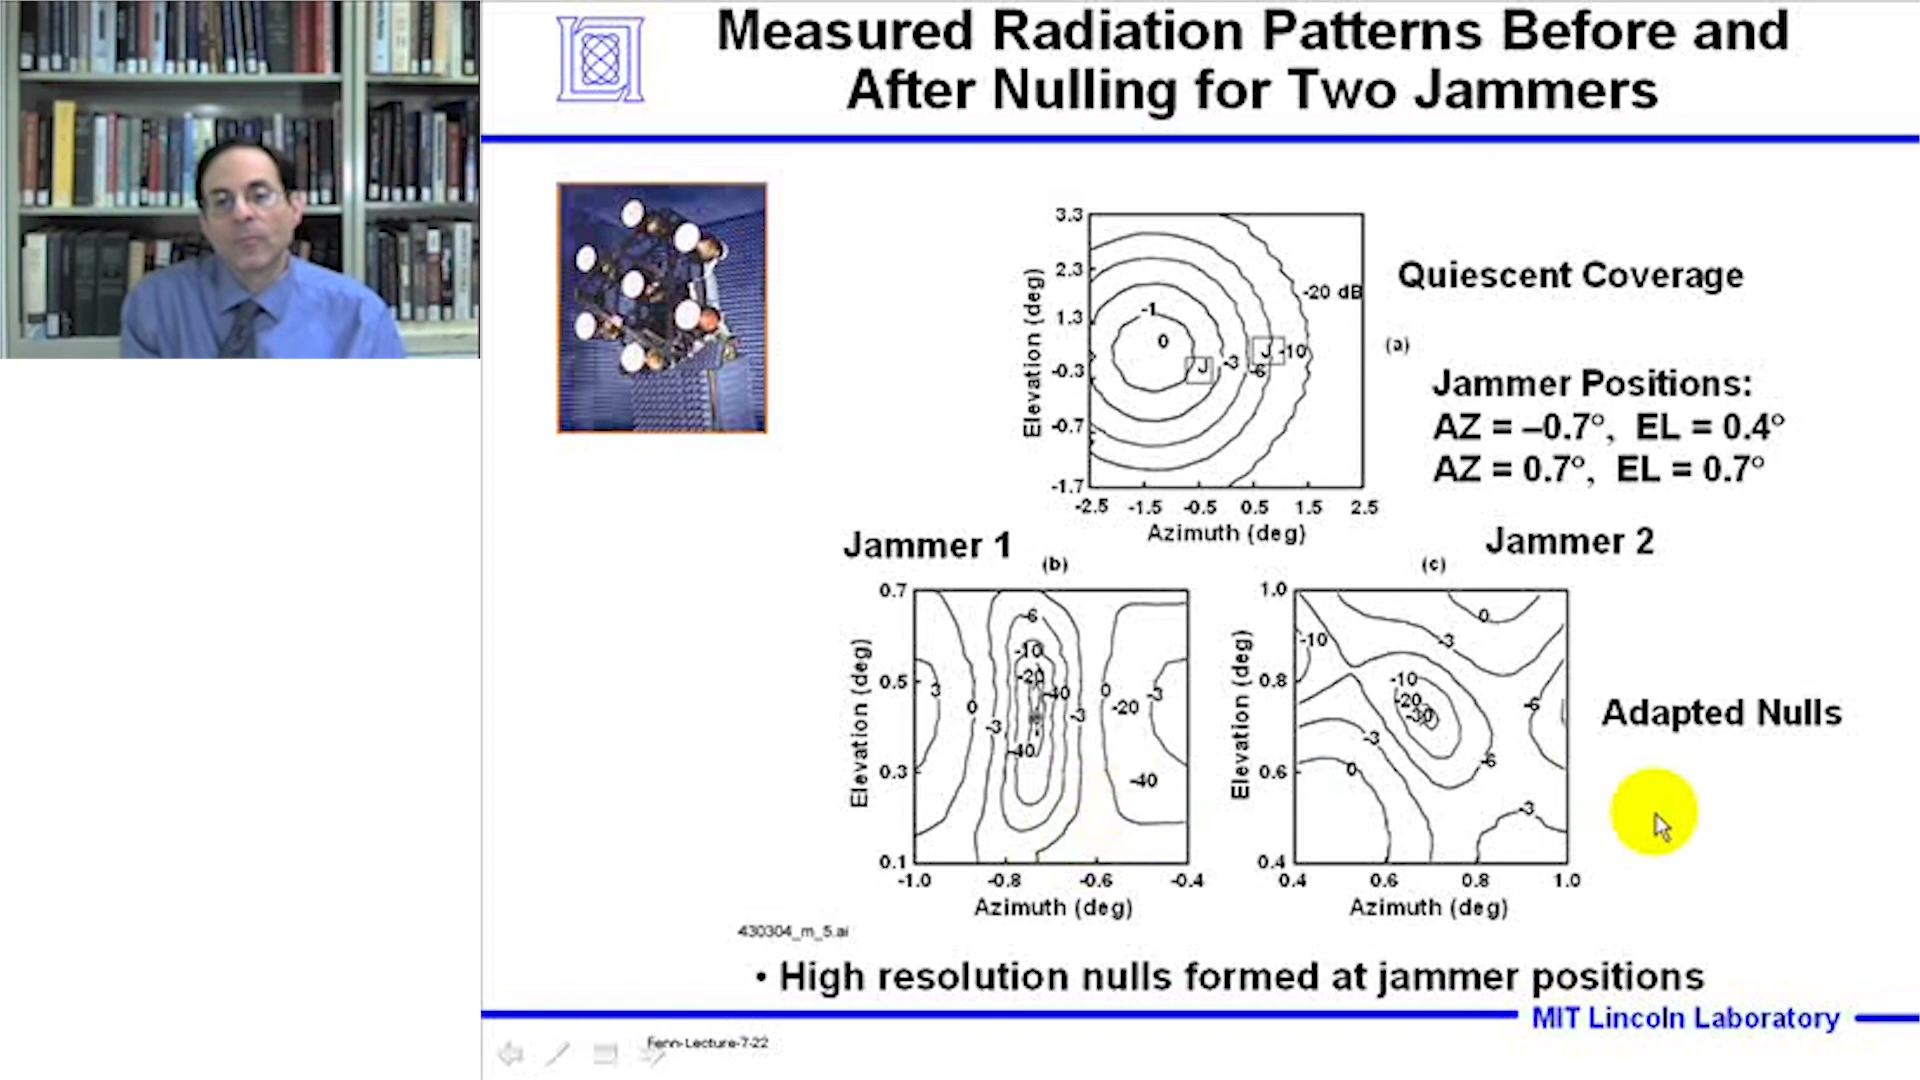 Measured Radiation Patterns Before and
After Nulling for Two Jammers
3.3
2.3
1.3
-0.3
-0.7
-1.7
Elevation (deg)
-1
0
J
-3
-6
J
-10
-20 dB
-2.5 -1.5 -0.5 0.5 1.5 2.5
Azimuth (deg)
Quiescent Coverage
(a)
Jammer Positions:
AZ = –0.7°, EL = 0.4°
AZ = 0.7°, EL = 0.7°
Jammer 1
(b)
0.7
0.5
0.3
0.1
Elevation (deg)
3
0
-3
-6
-10
-20
-40
-40
-3
0
-20
-3
-40
-1.0 -0.8 -0.6 -0.4
Azimuth (deg)
Jammer 2
(c)
1.0
0.8
0.6
0.4
Elevation (deg)
0
-3
-10
-10
-20
-30
-6
-3
-6
0
-3
0.4 0.6 0.8 1.0
Azimuth (deg)
Adapted Nulls
430304_m_5.ai
• High resolution nulls formed at jammer positions
MIT Lincoln Laboratory
Fenn-Lecture-7-22